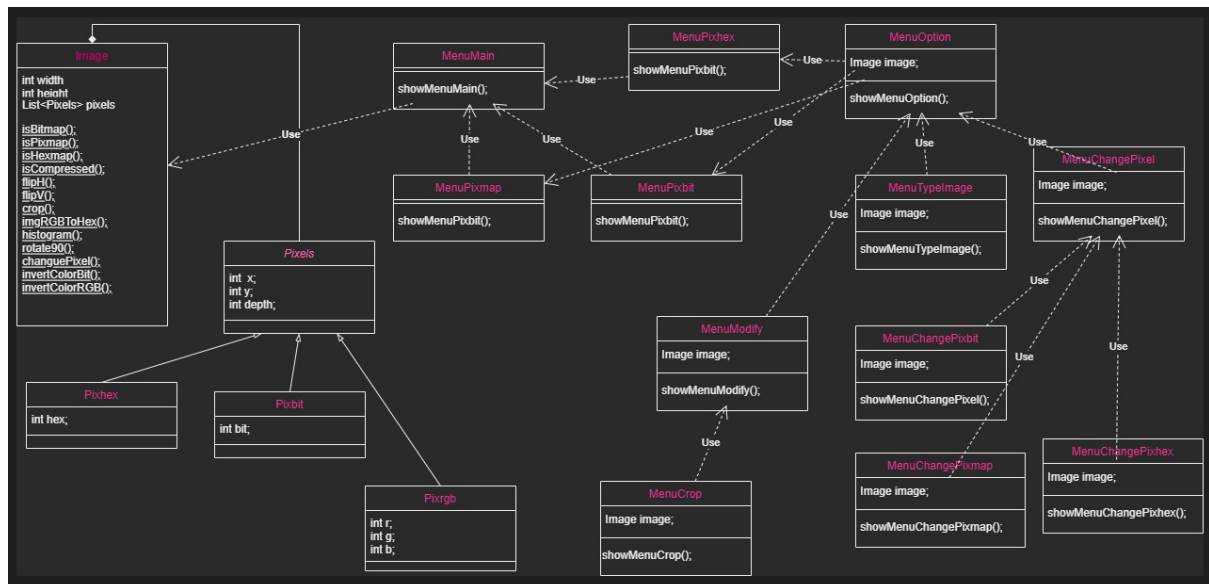 Image
int width
int height
List<Pixels> pixels
isBitmap();
isPixmap();
isHexmap();
isCompressed();
flipH();
flipV();
crop();
imgRGBToHex();
histogram();
rotate90();
changuePixel();
invertColorBit();
invertColorRGB();
Use
MenuMain
showMenuMain();
Use
MenuPixhex
showMenuPixbit();
Use
MenuOption
Image image;
showMenuOption();
Use
Use
Use
Use
Use
Use
MenuPixmap
showMenuPixbit();
MenuPixbit
showMenuPixbit();
MenuTypeImage
Image image;
showMenuTypeImage();
MenuChangePixel
Image image;
showMenuChangePixel();
Use
Pixels
int x;
int y;
int depth;
Use
Use
Use
MenuModify
Image image;
showMenuModify();
MenuChangePixbit
Image image;
showMenuChangePixel();
Pixhex
int hex;
Pixbit
int bit;
Use
MenuChangePixmap
Image image;
showMenuChangePixmap();
MenuChangePixhex
Image image;
showMenuChangePixhex();
Pixrgb
int r;
int g;
int b;
MenuCrop
Image image;
showMenuCrop();